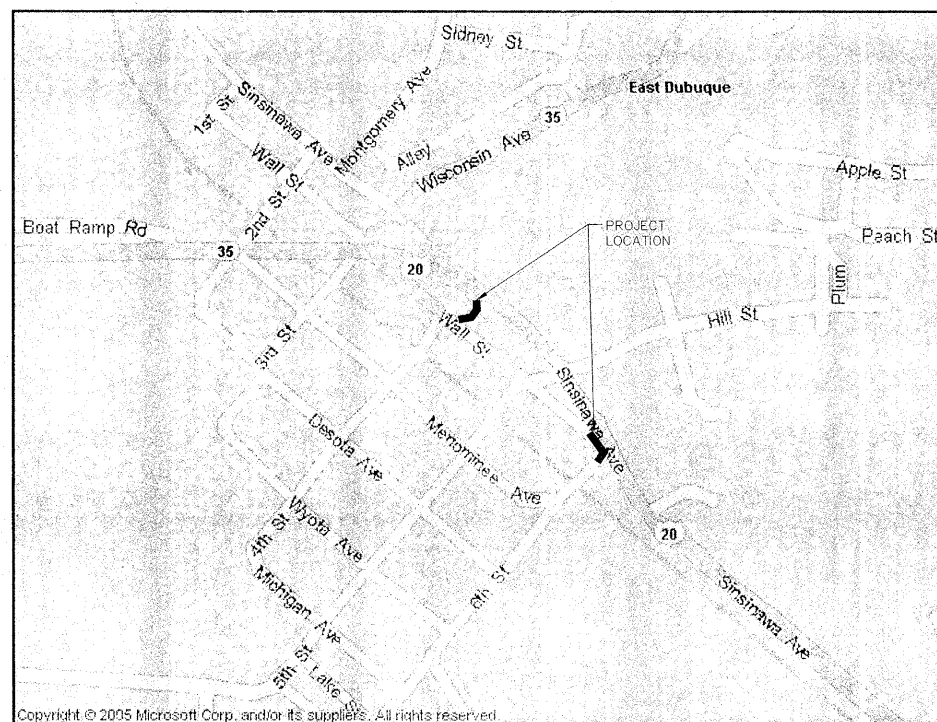 Sidney St
East Dubuque
Sinsinawa Ave
1st St
Montgomery Ave
Alley
Wisconsin Ave
35
Wall St
Apple St
2nd St
Boat Ramp Rd
35
PROJECT
LOCATION
Peach St
20
Plum
Wall St
Hill St
3rd St
Sinsinawa Ave
Desota Ave
Menominee Ave
Wyota Ave
4th St
20
6th St
Michigan Ave
Sinsinawa Ave
5th St
Lake St
Copyright © 2005 Microsoft Corp. and/or its suppliers. All rights reserved.